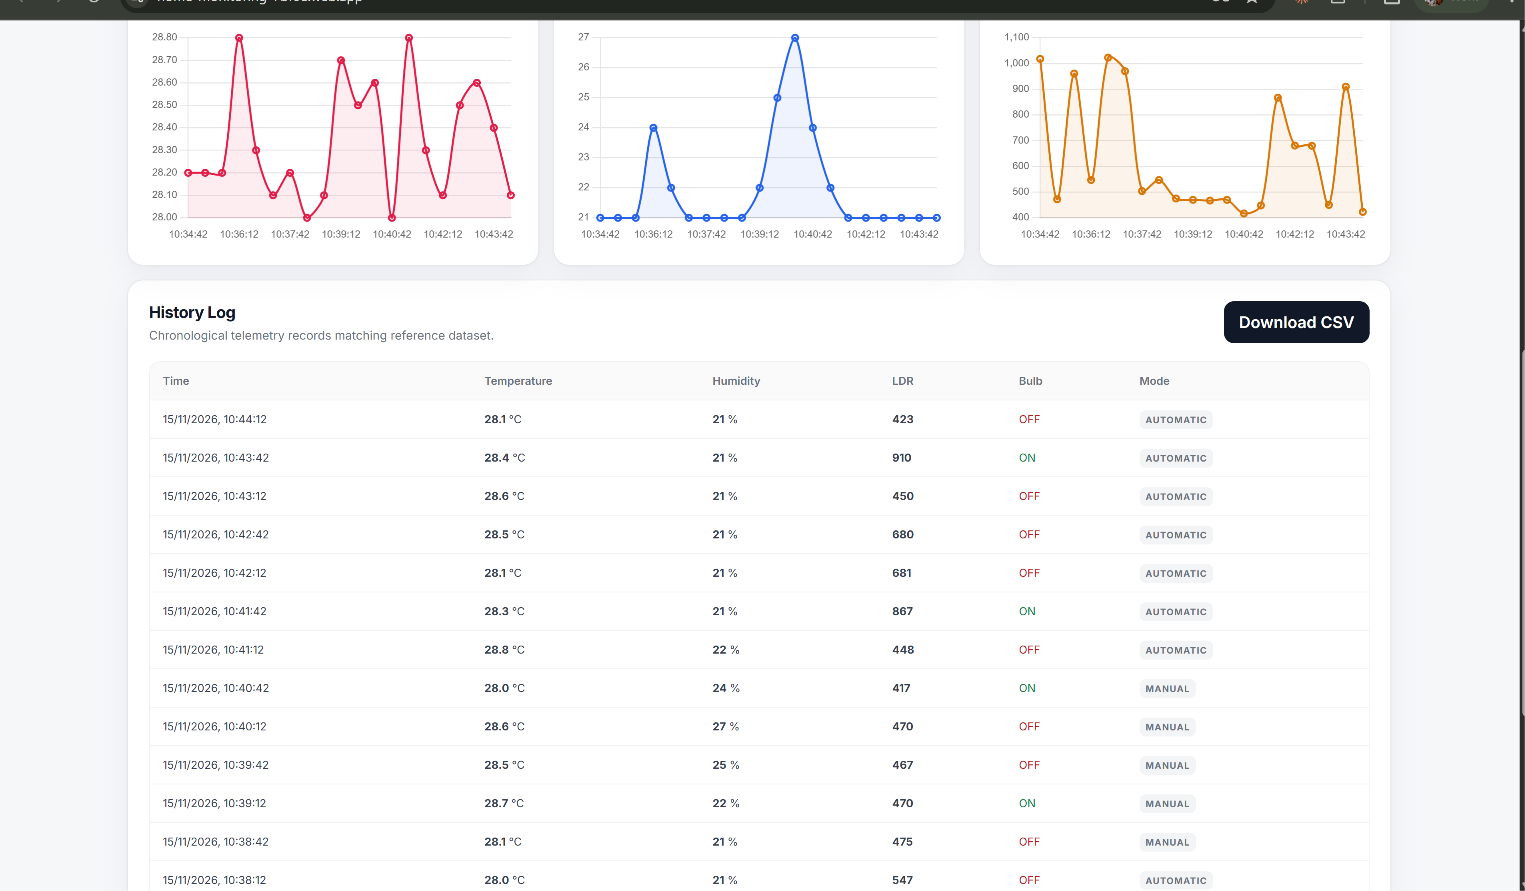 28.80
28.70
28.60
28.50
28.40
28.30
28.20
28.10
28.00
10:34:42 10:36:12 10:37:42 10:39:12 10:40:42 10:42:12 10:43:42
27
26
25
24
23
22
21
10:34:42 10:36:12 10:37:42 10:39:12 10:40:42 10:42:12 10:43:42
1,100
1,000
900
800
700
600
500
400
10:34:42 10:36:12 10:37:42 10:39:12 10:40:42 10:42:12 10:43:42
History Log
Chronological telemetry records matching reference dataset.
Download CSV
Time Temperature Humidity LDR Bulb Mode
15/11/2026, 10:44:12 28.1 °C 21 % 423 OFF AUTOMATIC
15/11/2026, 10:43:42 28.4 °C 21 % 910 ON AUTOMATIC
15/11/2026, 10:43:12 28.6 °C 21 % 450 OFF AUTOMATIC
15/11/2026, 10:42:42 28.5 °C 21 % 680 OFF AUTOMATIC
15/11/2026, 10:42:12 28.1 °C 21 % 681 OFF AUTOMATIC
15/11/2026, 10:41:42 28.3 °C 21 % 867 ON AUTOMATIC
15/11/2026, 10:41:12 28.8 °C 22 % 448 OFF AUTOMATIC
15/11/2026, 10:40:42 28.0 °C 24 % 417 ON MANUAL
15/11/2026, 10:40:12 28.6 °C 27 % 470 OFF MANUAL
15/11/2026, 10:39:42 28.5 °C 25 % 467 OFF MANUAL
15/11/2026, 10:39:12 28.7 °C 22 % 470 ON MANUAL
15/11/2026, 10:38:42 28.1 °C 21 % 475 OFF MANUAL
15/11/2026, 10:38:12 28.0 °C 21 % 547 OFF AUTOMATIC